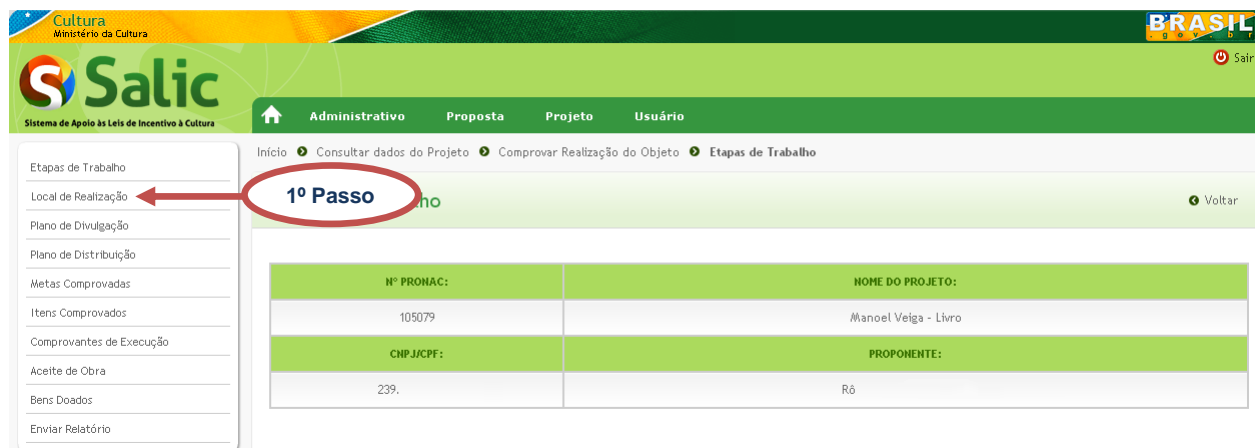 Cultura
Ministério da Cultura
BRASIL
.gov.br
Salic
Sistema de Apoio às Leis de Incentivo à Cultura
Sair
Administrativo Proposta Projeto Usuário
Início Consultar dados do Projeto Comprovar Realização do Objeto Etapas de Trabalho
Etapas de Trabalho
Local de Realização
Plano de Divulgação
Plano de Distribuição
Metas Comprovadas
Itens Comprovados
Comprovantes de Execução
Aceite de Obra
Bens Doados
Enviar Relatório
1º Passo
ho
Voltar
Nº PRONAC: NOME DO PROJETO:
105079 Manoel Veiga - Livro
CNPJ/CPF: PROPONENTE:
239. Rô